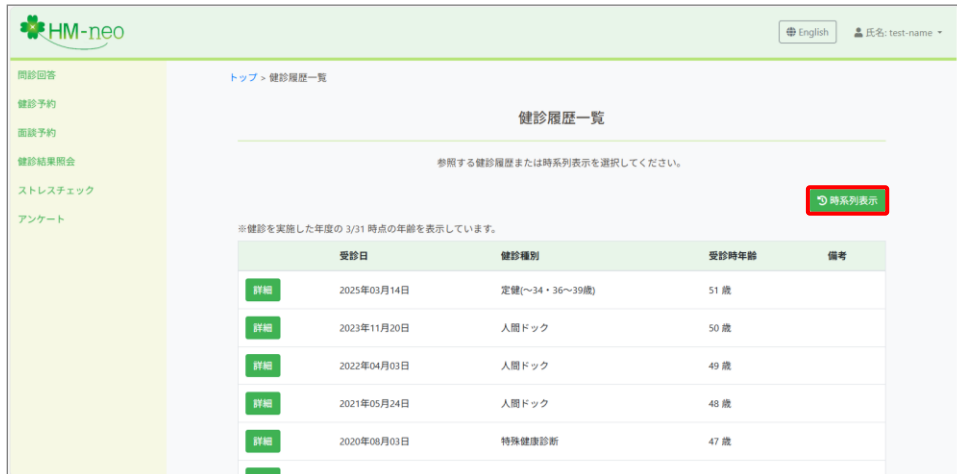 HM-neo
English
氏名: test-name
問診回答
健診予約
面談予約
健診結果照会
ストレスチェック
アンケート
トップ > 健診履歴一覧
健診履歴一覧
参照する健診履歴または時系列表示を選択してください。
時系列表示
※健診を実施した年度の 3/31 時点の年齢を表示しています。
受診日 健診種別 受診時年齢 備考
詳細 2025年03月14日 定健(～34・36～39歳) 51 歳
詳細 2023年11月20日 人間ドック 50 歳
詳細 2022年04月03日 人間ドック 49 歳
詳細 2021年05月24日 人間ドック 48 歳
詳細 2020年08月03日 特殊健康診断 47 歳